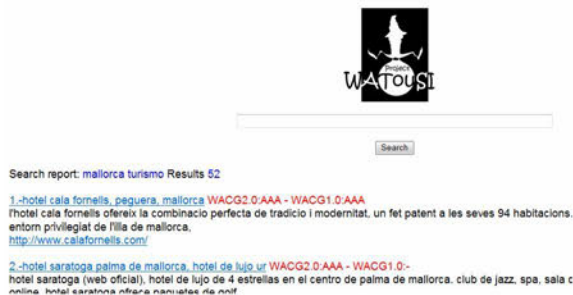 Project
WATOUSI
Search
Search report: mallorca turismo Results 52
1.-hotel cala fornells, peguera, mallorca WACG2.0:AAA - WACG1.0:AAA
l'hotel cala fornells ofereix la combinacio perfecta de tradicio i modernitat, un fet patent a les seves 94 habitacions.
entorn privilegiat de l'illa de mallorca,
http://www.calafornells.com/
2.-hotel saratoga palma de mallorca, hotel de lujo ur WACG2.0:AAA - WACG1.0:-
hotel saratoga (web oficial), hotel de lujo de 4 estrellas en el centro de palma de mallorca. club de jazz, spa, sala c
online. hotel saratoga ofrece paquetes de golf